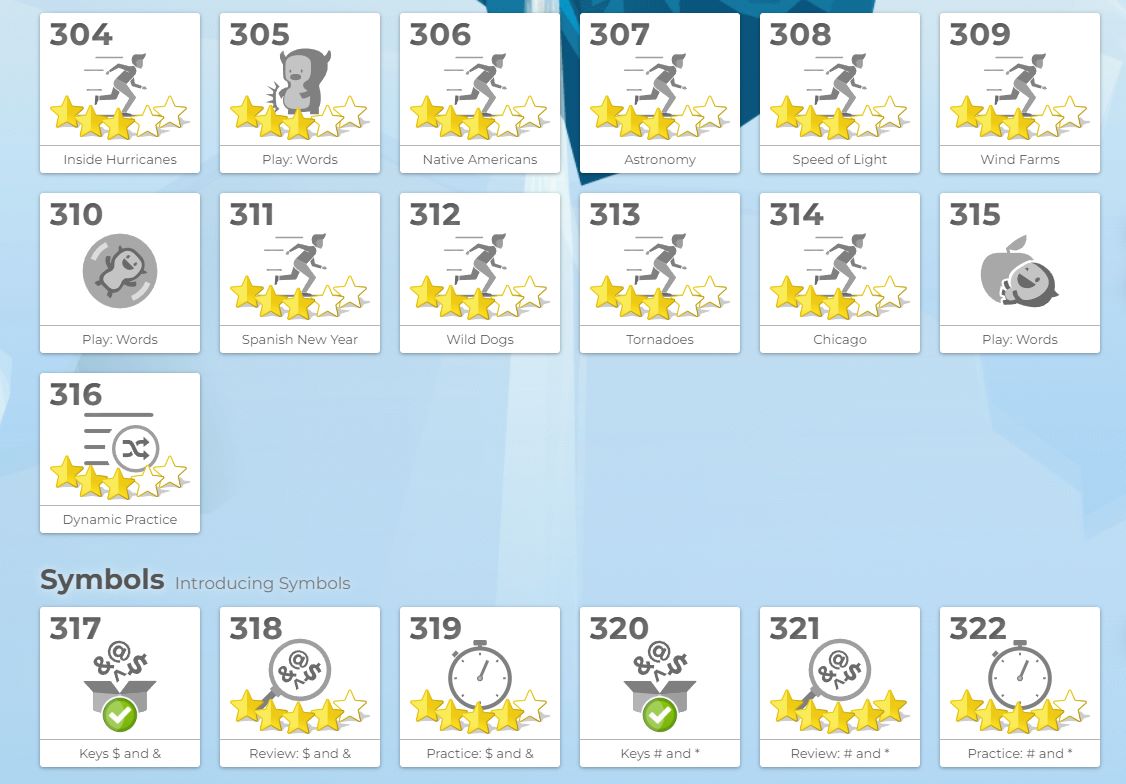 304
Inside Hurricanes
305
Play: Words
306
Native Americans
307
Astronomy
308
Speed of Light
309
Wind Farms
310
Play: Words
311
Spanish New Year
312
Wild Dogs
313
Tornadoes
314
Chicago
315
Play: Words
316
Dynamic Practice
Symbols Introducing Symbols
317
&@^$
Keys $ and &
318
&@^$
Review: $ and &
319
Practice: $ and &
320
&@^$
Keys # and *
321
&@^$
Review: # and *
322
Practice: # and *